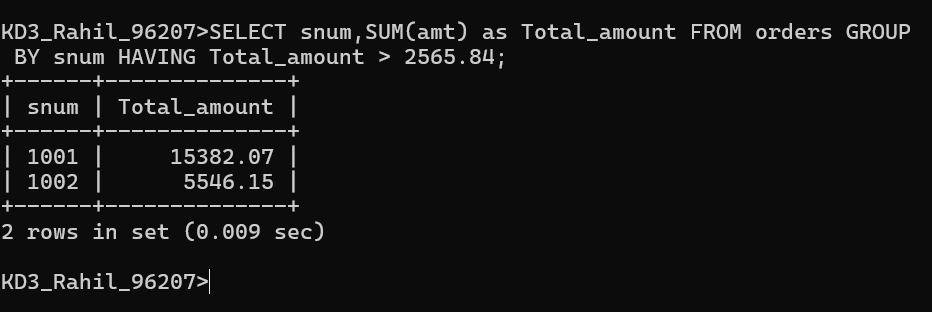 KD3_Rahil_96207>SELECT snum,SUM(amt) as Total_amount FROM orders GROUP
 BY snum HAVING Total_amount > 2565.84;
+------+--------------+
| snum | Total_amount |
+------+--------------+
| 1001 |     15382.07 |
| 1002 |      5546.15 |
+------+--------------+
2 rows in set (0.009 sec)

KD3_Rahil_96207>